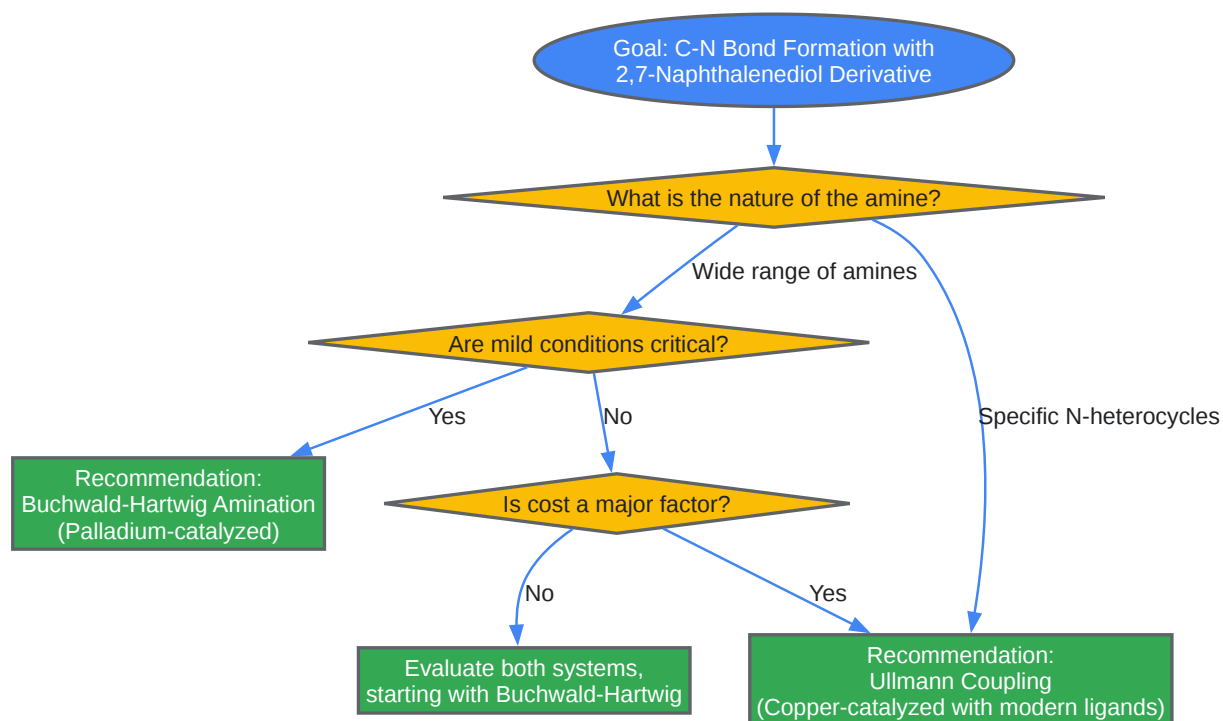 Goal: C-N Bond Formation with
2,7-Naphthalenediol Derivative
What is the nature of the amine?
Wide range of amines
Are mild conditions critical?
Yes
No
Specific N-heterocycles
Recommendation:
Buchwald-Hartwig Amination
(Palladium-catalyzed)
Is cost a major factor?
No
Yes
Evaluate both systems,
starting with Buchwald-Hartwig
Recommendation:
Ullmann Coupling
(Copper-catalyzed with modern ligands)